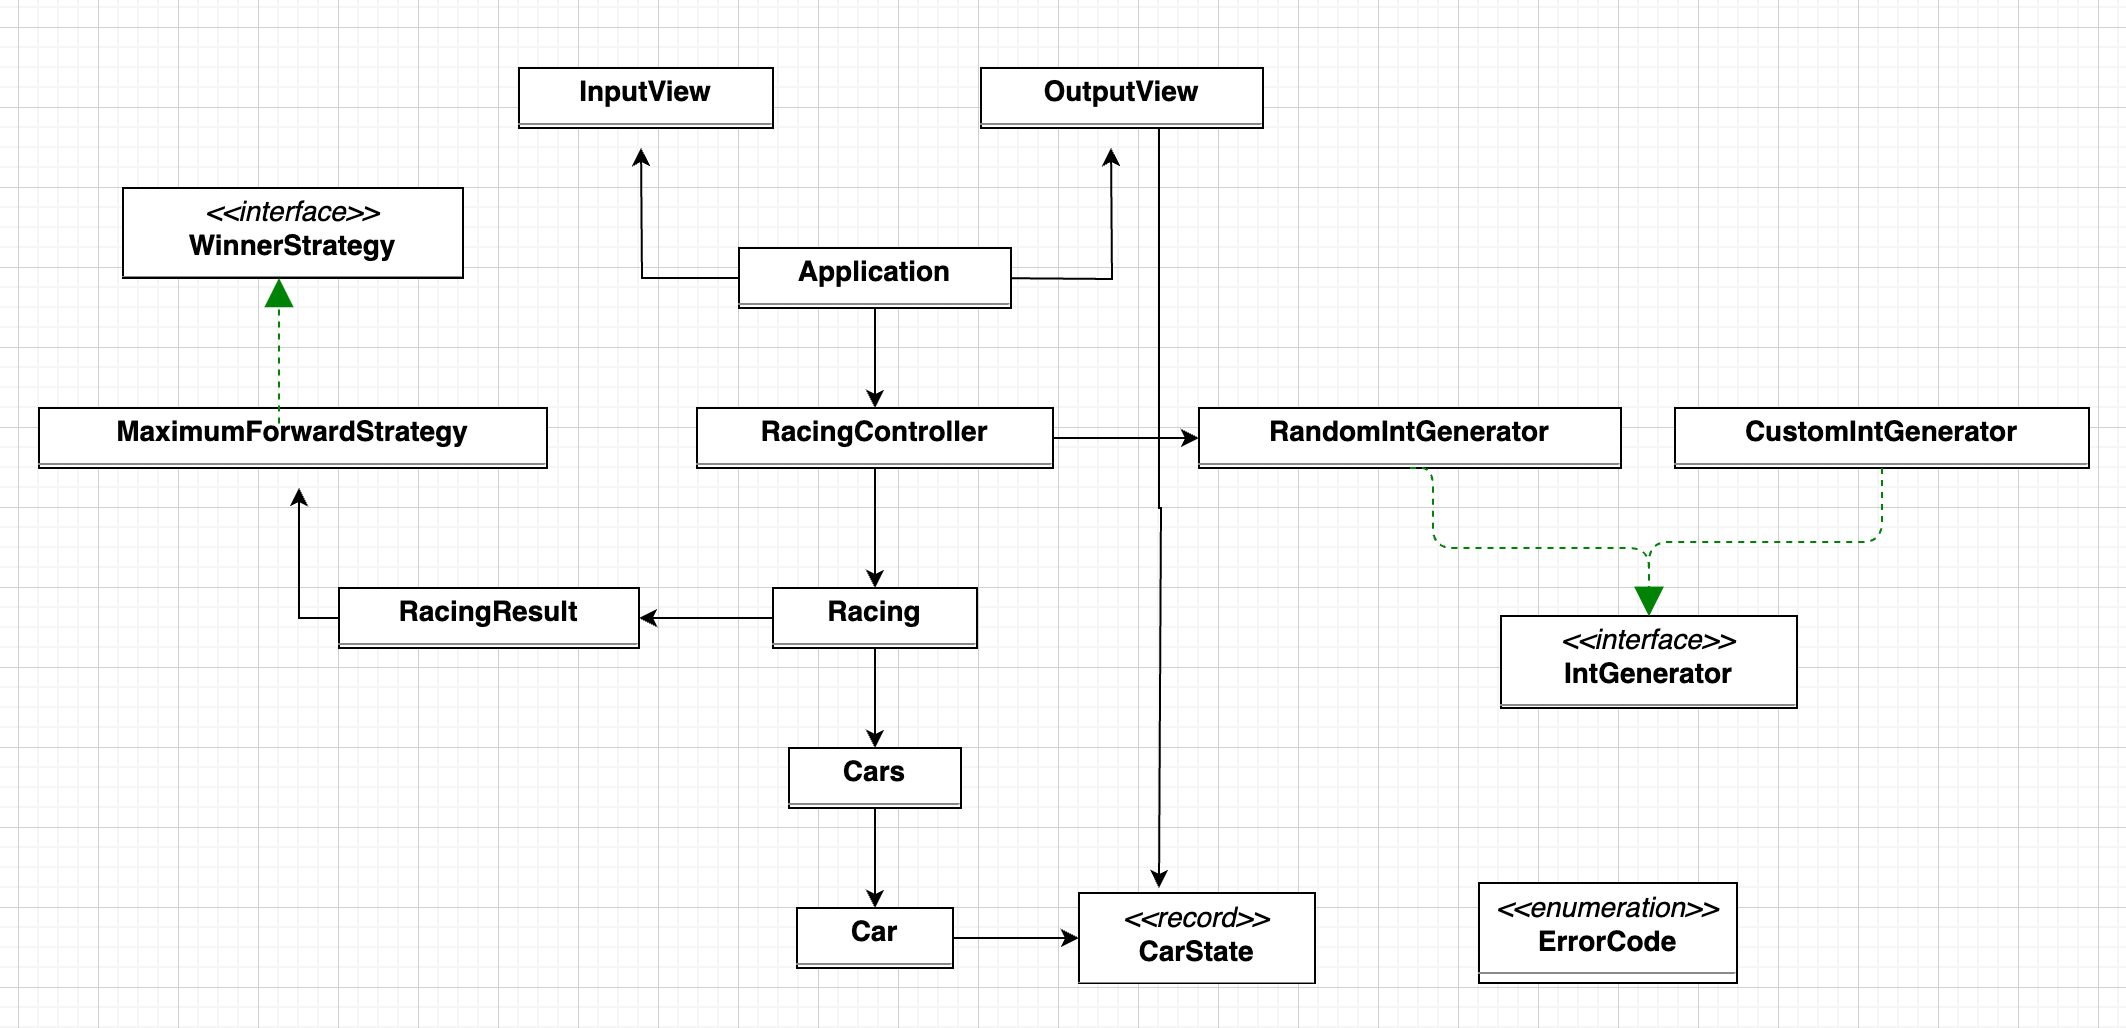 InputView
OutputView
<<interface>>
WinnerStrategy
Application
MaximumForwardStrategy
RacingController
RandomIntGenerator
CustomIntGenerator
RacingResult
Racing
<<interface>>
IntGenerator
Cars
Car
<<record>>
CarState
<<enumeration>>
ErrorCode